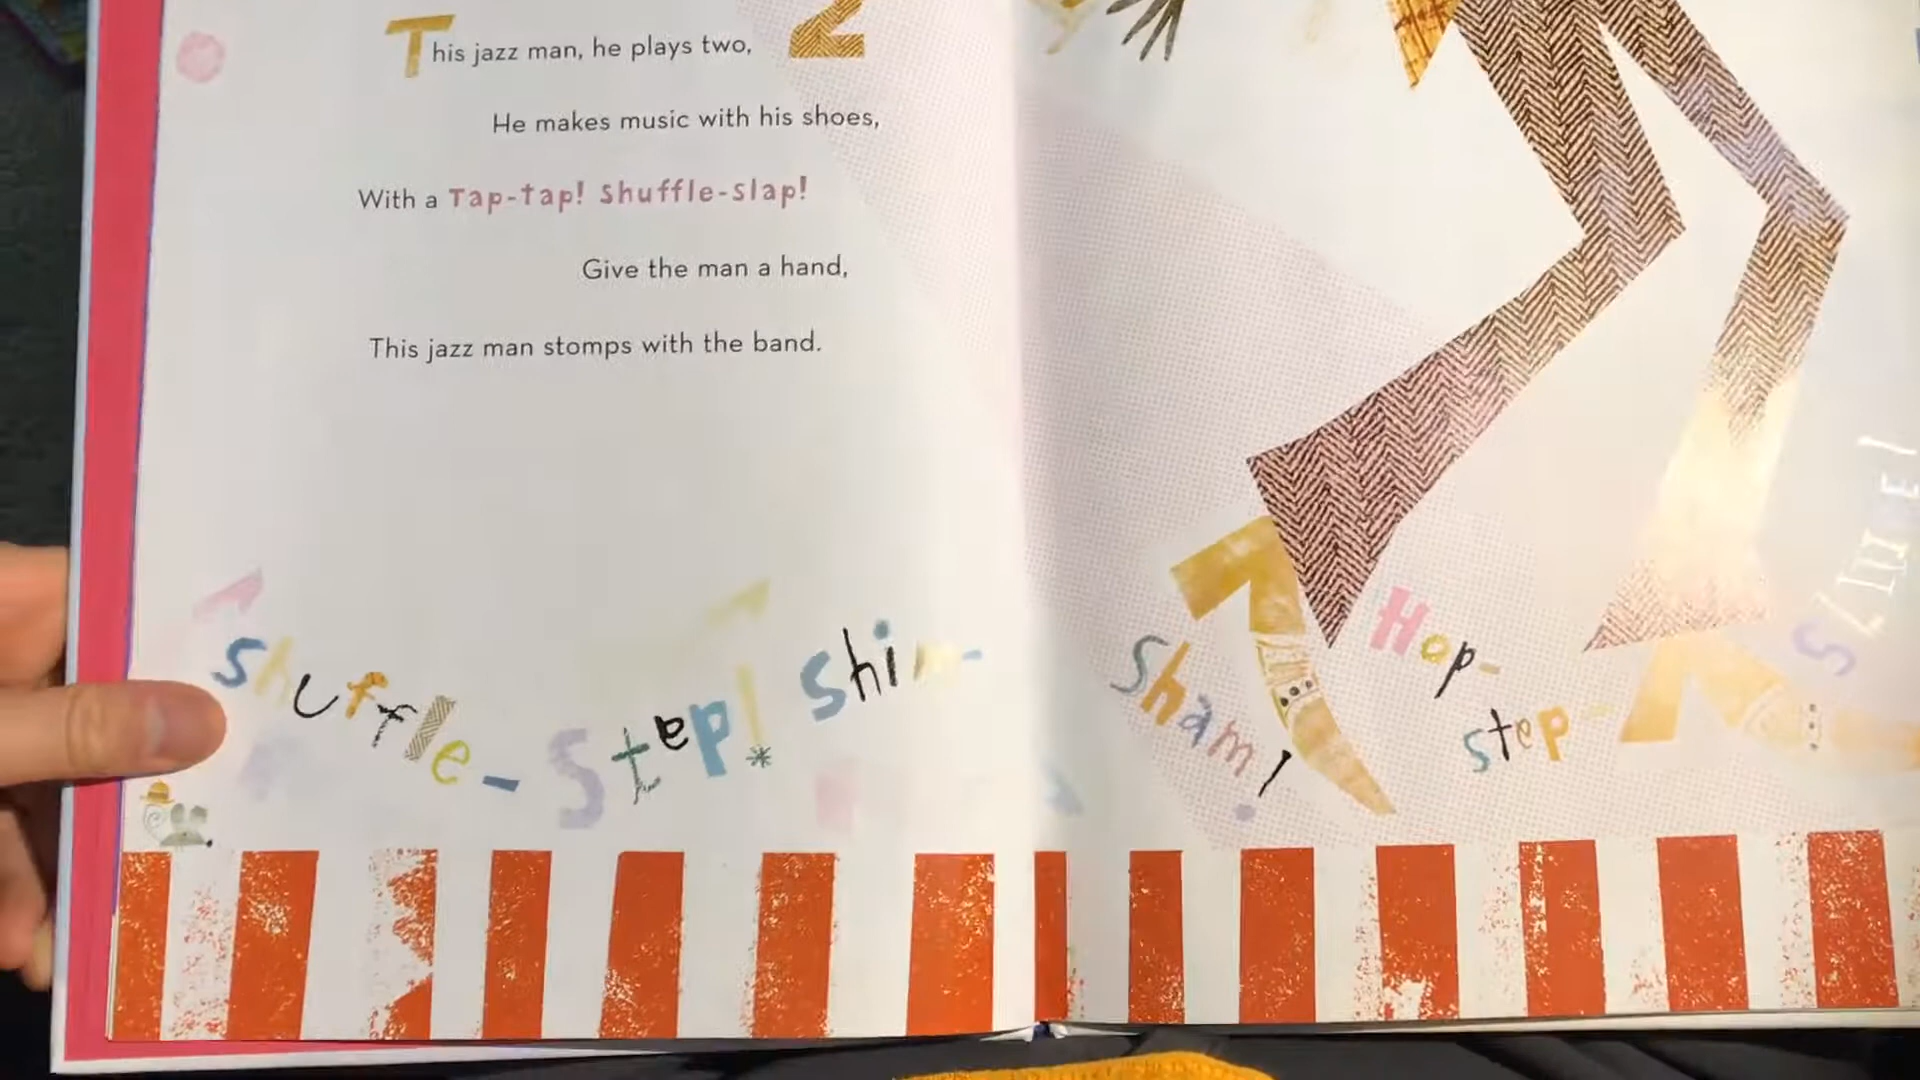 This jazz man, he plays two, 2
He makes music with his shoes,
With a Tap-tap! Shuffle-slap!
Give the man a hand,
This jazz man stomps with the band.
Shuffle-Step! Shim-
Sham!
Hop-
step-